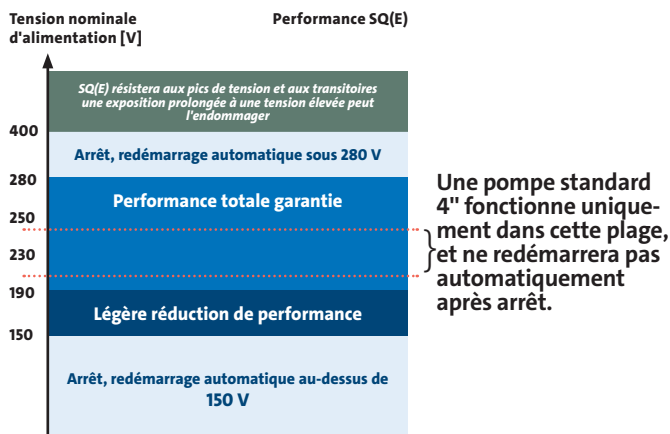 Tension nominale
d'alimentation [V]
Performance SQ(E)
SQ(E) résistera aux pics de tension et aux transitoires
une exposition prolongée à une tension élevée peut
l'endommager
400
Arrêt, redémarrage automatique sous 280 V
280
Performance totale garantie
250
230
190
Légère réduction de performance
150
Arrêt, redémarrage automatique au-dessus de
150 V
Une pompe standard
4" fonctionne unique-
ment dans cette plage,
et ne redémarrera pas
automatiquement
après arrêt.